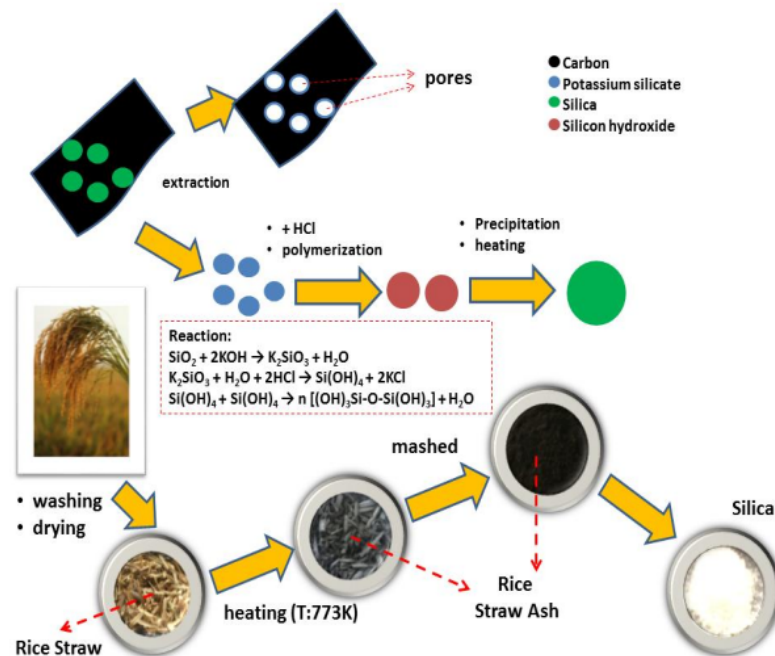 pores
Carbon
Potassium silicate
Silica
Silicon hydroxide
extraction
• + HCl
• polymerization
• Precipitation
• heating
Reaction:
SiO₂ + 2KOH → K₂SiO₃ + H₂O
K₂SiO₃ + H₂O + 2HCl → Si(OH)₄ + 2KCl
Si(OH)₄ + Si(OH)₄ → n [(OH)₃Si-O-Si(OH)₃] + H₂O
• washing
• drying
mashed
Silica
heating (T:773K)
Rice
Straw Ash
Rice Straw